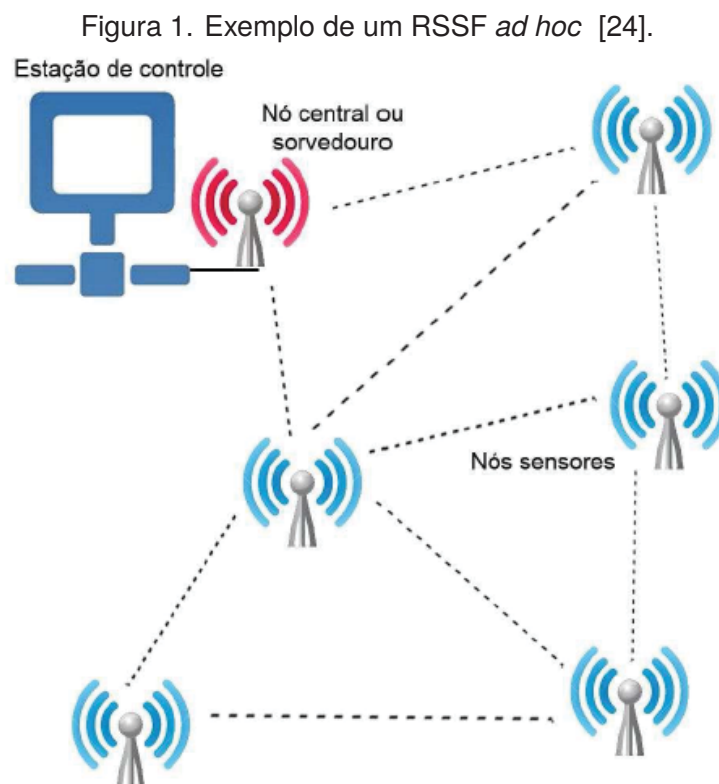 Figura 1. Exemplo de um RSSF ad hoc [24].
Estação de controle
Nó central ou
sorvedouro
Nós sensores